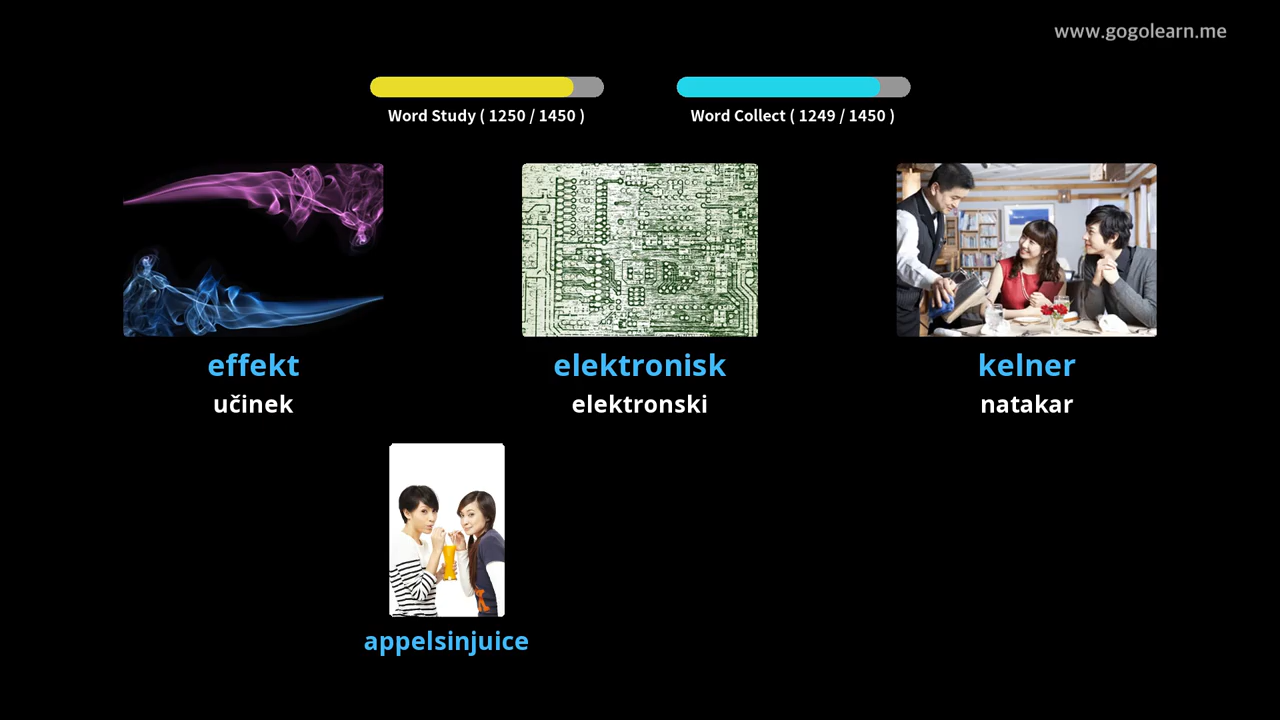 www.gogolearn.me
Word Study ( 1250 / 1450 )
Word Collect ( 1249 / 1450 )
effekt
elektronisk
kelner
učinek
elektronski
natakar
appelsinjuice